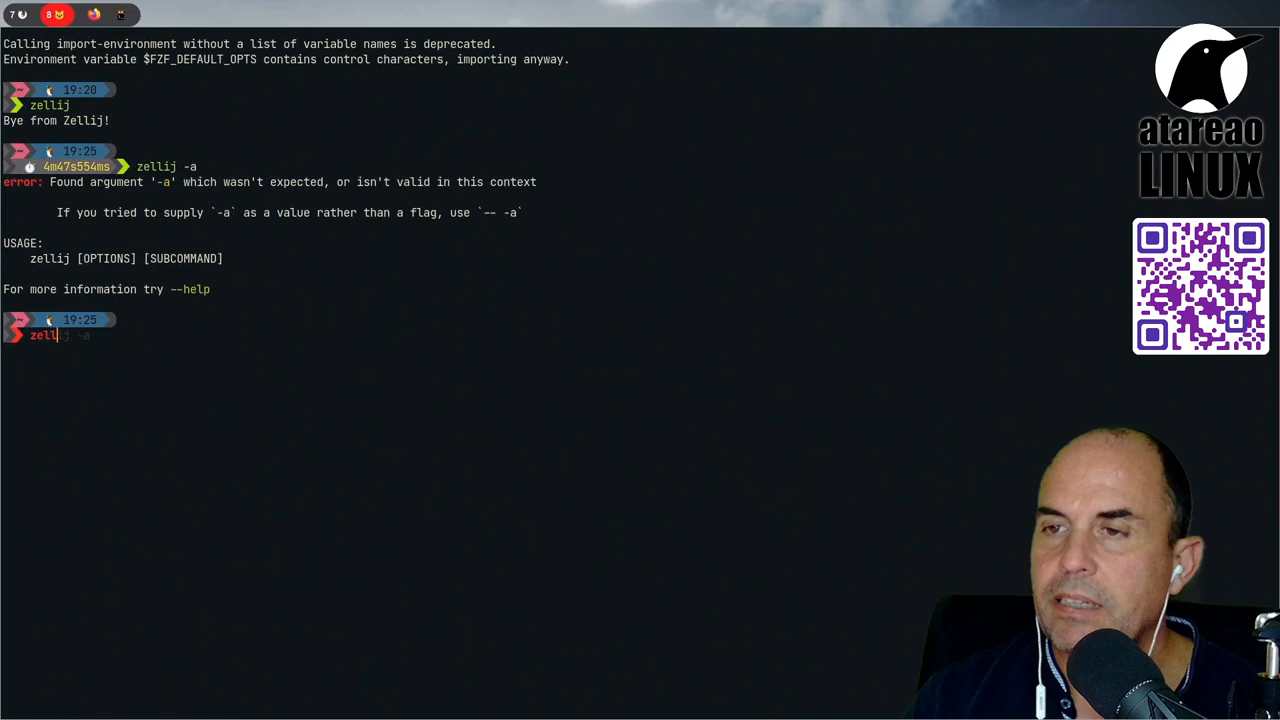 7 8
Calling import-environment without a list of variable names is deprecated.
Environment variable $FZF_DEFAULT_OPTS contains control characters, importing anyway.
~ 19:20
zellij
Bye from Zellij!
~ 19:25
4m47s554ms zellij -a
error: Found argument '-a' which wasn't expected, or isn't valid in this context
If you tried to supply `-a` as a value rather than a flag, use `-- -a`
USAGE:
zellij [OPTIONS] [SUBCOMMAND]
For more information try --help
~ 19:25
zellij -a
atareao
LINUX